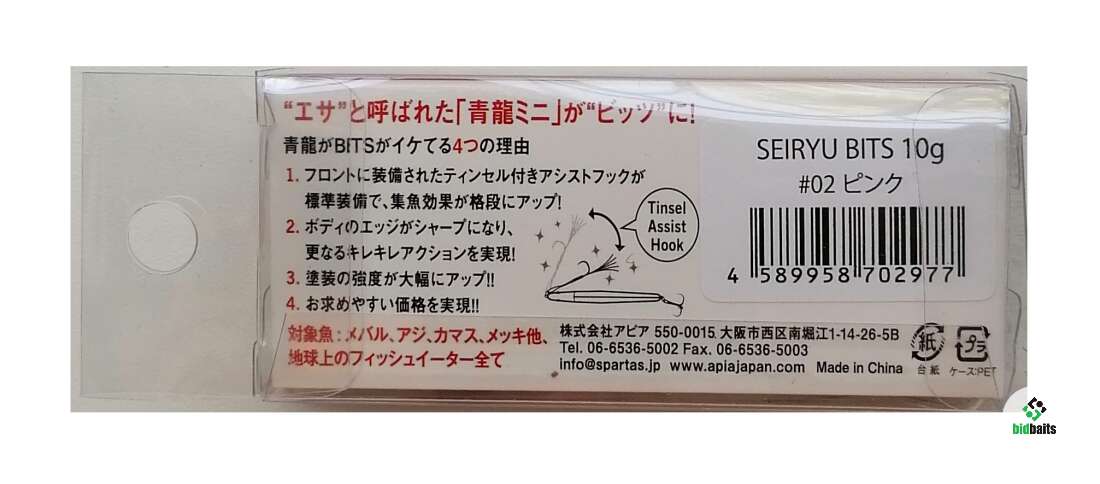 “エサ”と呼ばれた「青龍ミニ」が“ビッツ”に!
青龍がBITSがイケてる4つの理由
1. フロントに装備されたティンセル付きアシストフックが
標準装備で、集魚効果が格段にアップ!
2. ボディのエッジがシャープになり、
更なるキレキレアクションを実現!
3. 塗装の強度が大幅にアップ!!
4. お求めやすい価格を実現!!
Tinsel
Assist
Hook
対象魚:メバル、アジ、カマス、メッキ他、
地球上のフィッシュイーター全て
SEIRYU BITS 10g
#02 ピンク
4 589958 702977
株式会社アピア 550-0015 大阪市西区南堀江1-14-26-5B
Tel. 06-6536-5002 Fax. 06-6536-5003
info@spartas.jp www.apiajapan.com Made in China
紙
台紙
プラ
ケース:PET
bidbaits